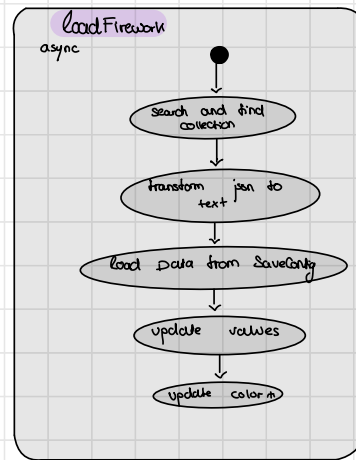 loadFirework
async
search and find
collection
transform json to
text
load Data from SaveConfig
update values
update color